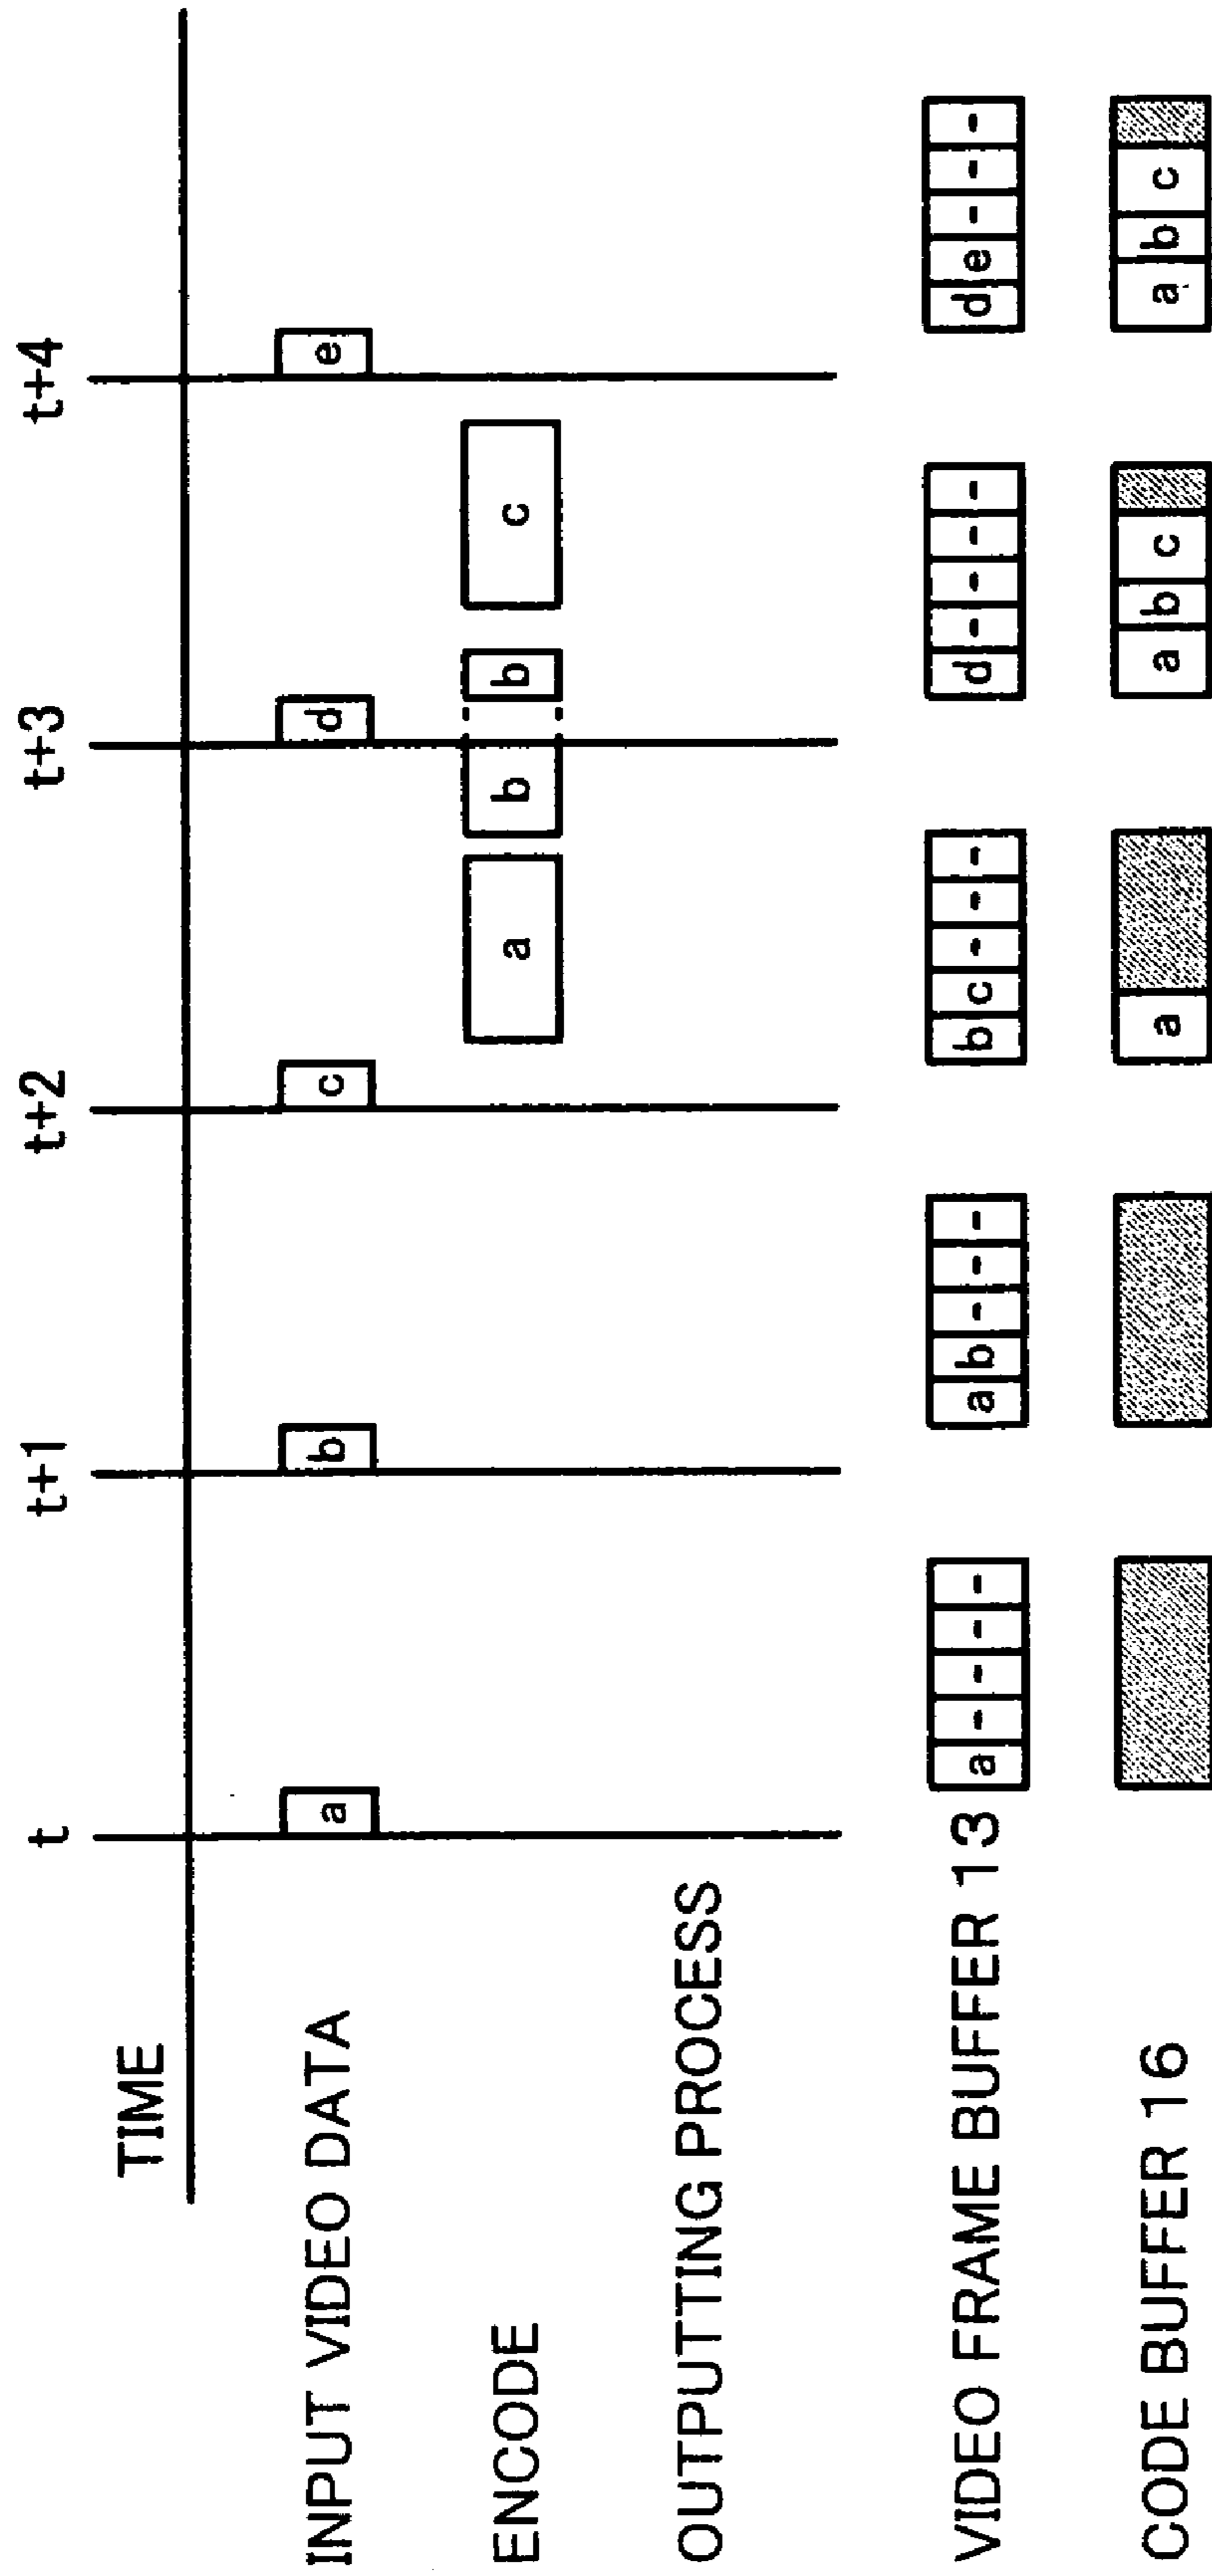 t t+1 t+2 t+3 t+4
TIME
INPUT VIDEO DATA a b c d e
ENCODE a b b c
OUTPUTTING PROCESS
VIDEO FRAME BUFFER 13 a - - - - a b - - - b c - - - d - - - - d e - - -
CODE BUFFER 16 a a b c a b c